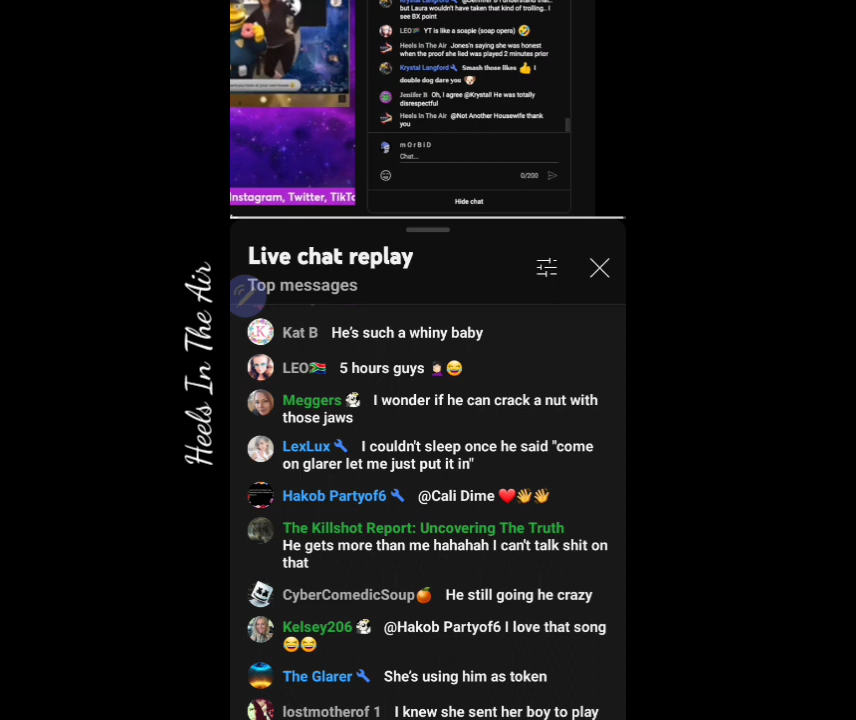 but Laura wouldn't have taken that kind of trolling.. I
see BX point
LEO YT is like a soapie (soap opera) 🤣
Heels In The Air Jones'n saying she was honest
when the proof she lied was played 2 minutes prior
Krystal Langford Smash those likes 👍 I
double dog dare you 🐶
Jenifer B Oh, I agree @Krystal! He was totally
disrespectful
Heels In The Air @Not Another Housewife thank
you
m O r B i D
Chat...
0/200
Hide chat
Instagram, Twitter, TikTo
Heels In The Air
Live chat replay
Top messages
Kat B He's such a whiny baby
LEO🇿🇦 5 hours guys 🤦🏻‍♀️😂
Meggers I wonder if he can crack a nut with
those jaws
LexLux I couldn't sleep once he said "come
on glarer let me just put it in"
Hakob Partyof6 @Cali Dime ❤️👋👋
The Killshot Report: Uncovering The Truth
He gets more than me hahahah I can't talk shit on
that
CyberComedicSoup🍊 He still going he crazy
Kelsey206 @Hakob Partyof6 I love that song
😂😂
The Glarer She's using him as token
lostmotherof 1 I knew she sent her boy to play